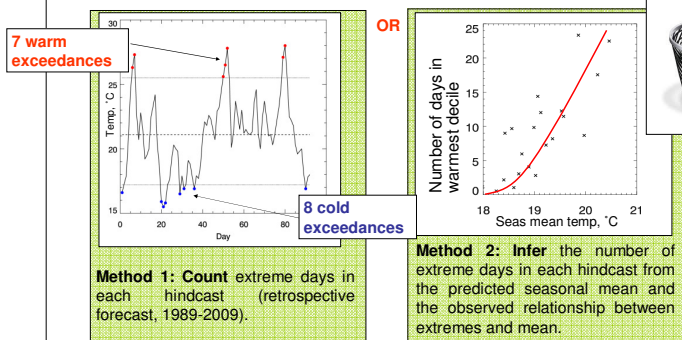 7 warm
exceedances
OR
30
25
20
15
Temp, °C
0
20
40
60
80
Day
8 cold
exceedances
Method 1: Count extreme days in
each hindcast (retrospective
forecast, 1989-2009).
25
20
15
10
5
0
Number of days in
warmest decile
18
19
20
21
Seas mean temp, °C
Method 2: Infer the number of
extreme days in each hindcast from
the predicted seasonal mean and
the observed relationship between
extremes and mean.